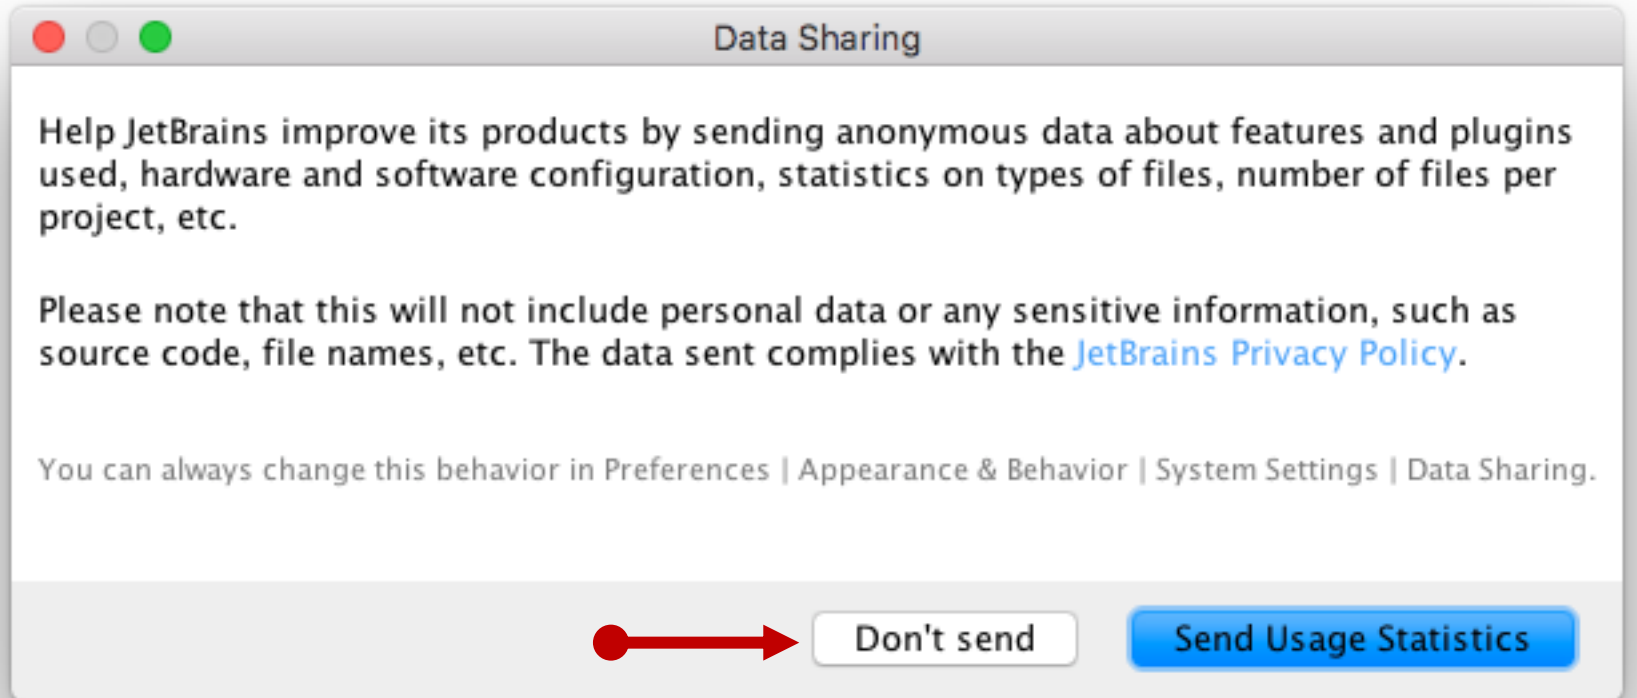 Data Sharing
Help JetBrains improve its products by sending anonymous data about features and plugins
used, hardware and software configuration, statistics on types of files, number of files per
project, etc.
Please note that this will not include personal data or any sensitive information, such as
source code, file names, etc. The data sent complies with the JetBrains Privacy Policy.
You can always change this behavior in Preferences | Appearance & Behavior | System Settings | Data Sharing.
Don't send
Send Usage Statistics